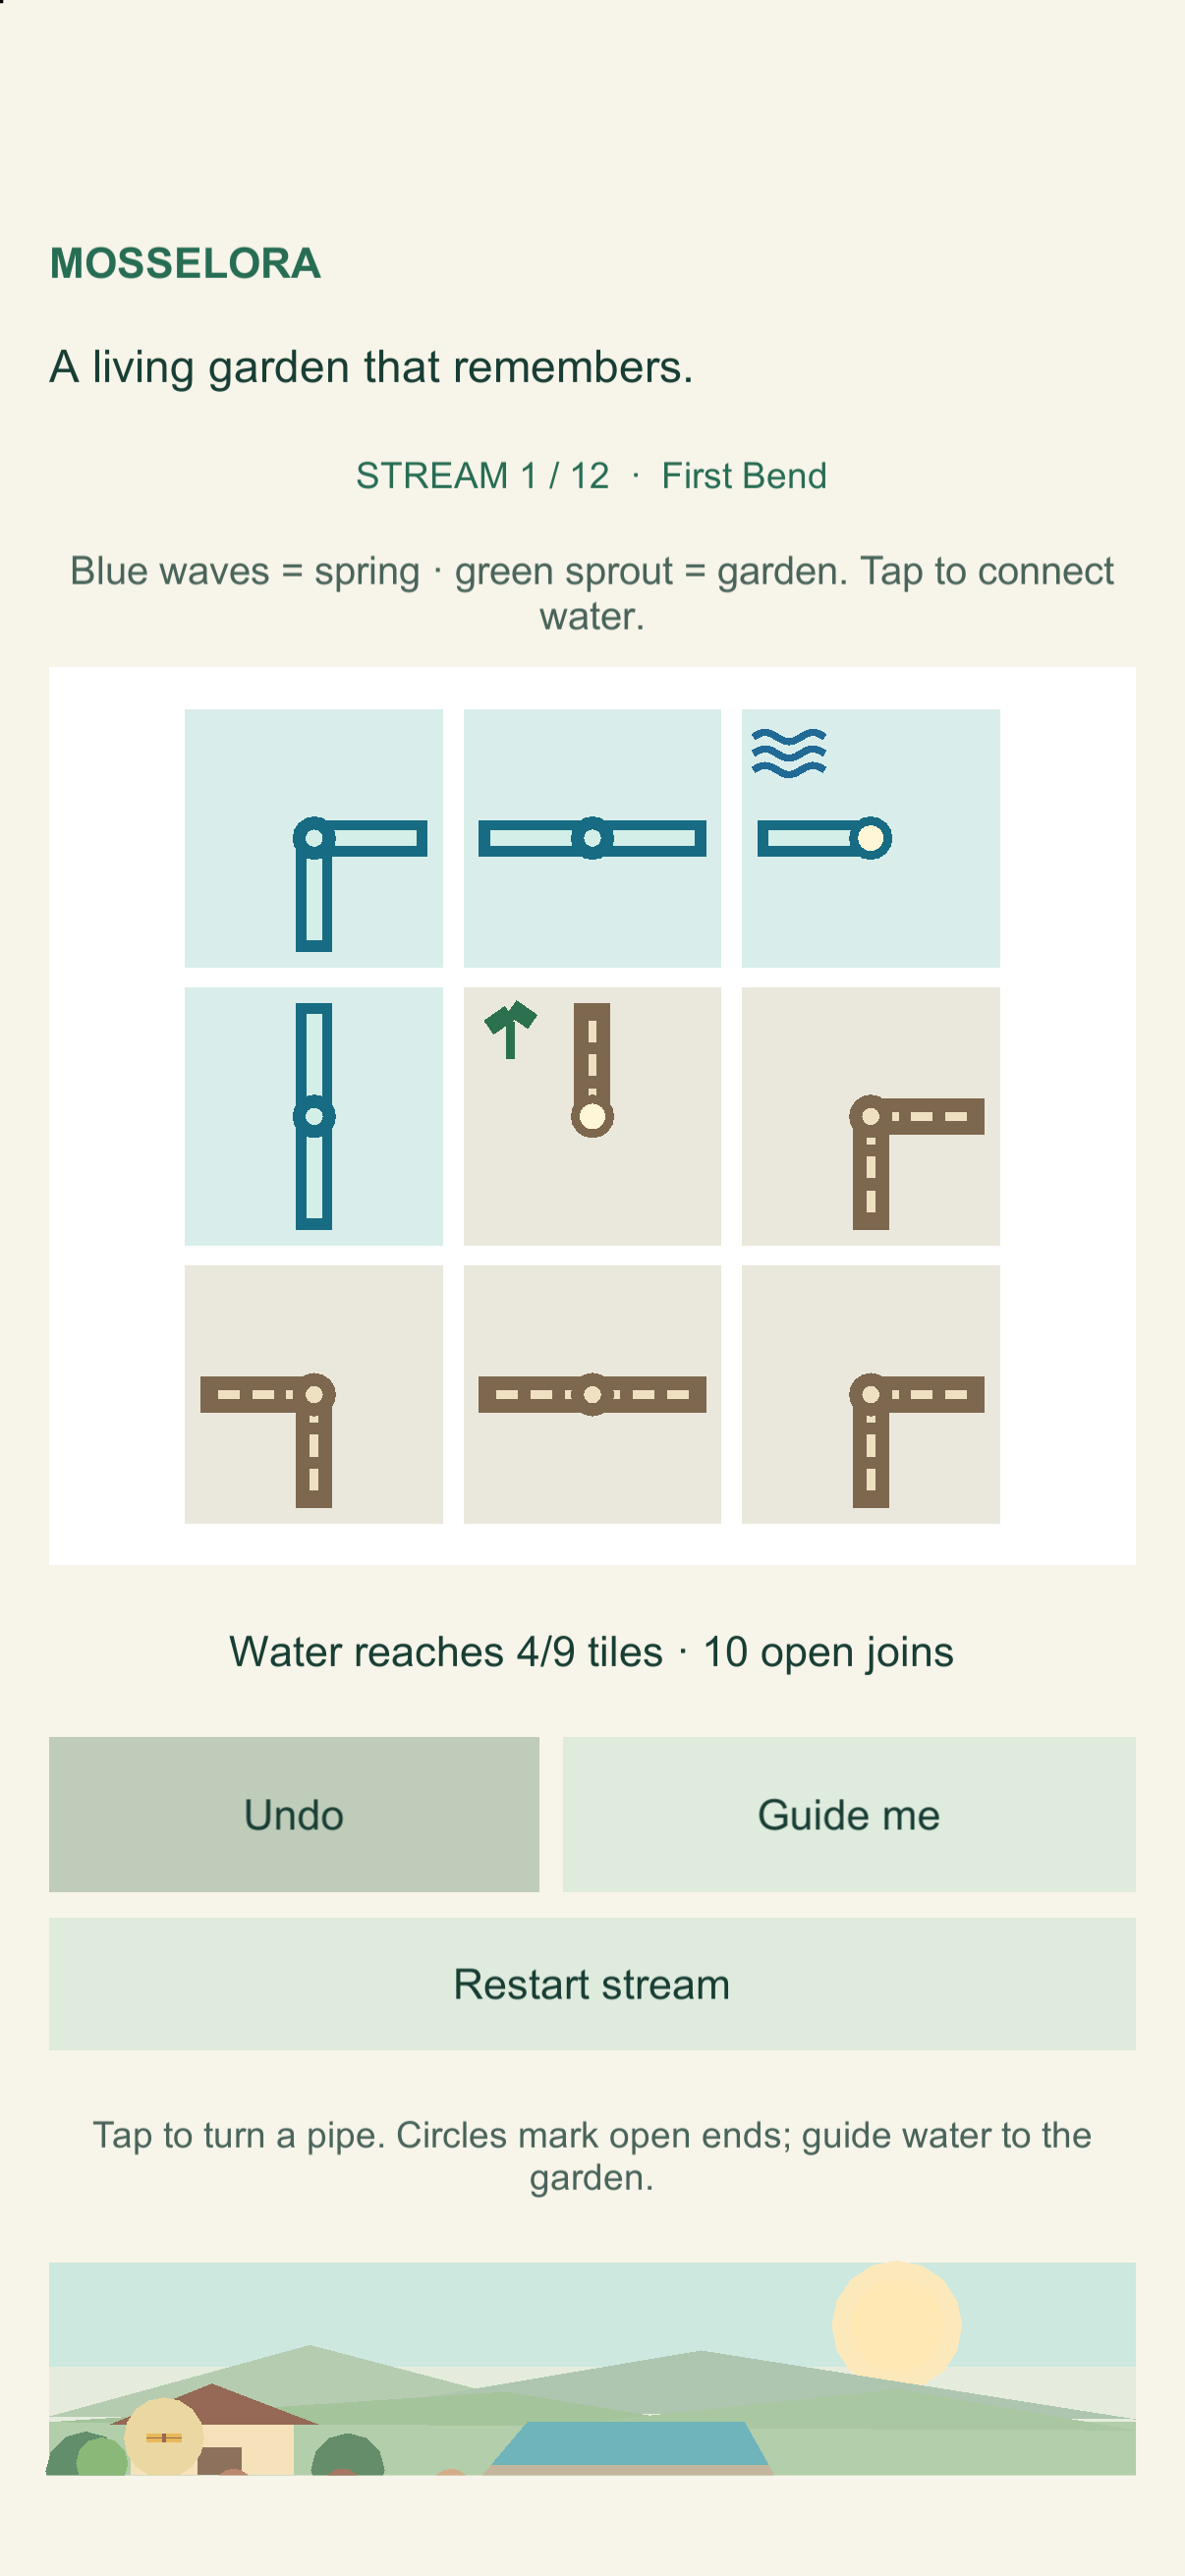 MOSSELORA
A living garden that remembers.
STREAM 1 / 12 · First Bend
Blue waves = spring · green sprout = garden. Tap to connect
water.
Water reaches 4/9 tiles · 10 open joins
Undo
Guide me
Restart stream
Tap to turn a pipe. Circles mark open ends; guide water to the
garden.